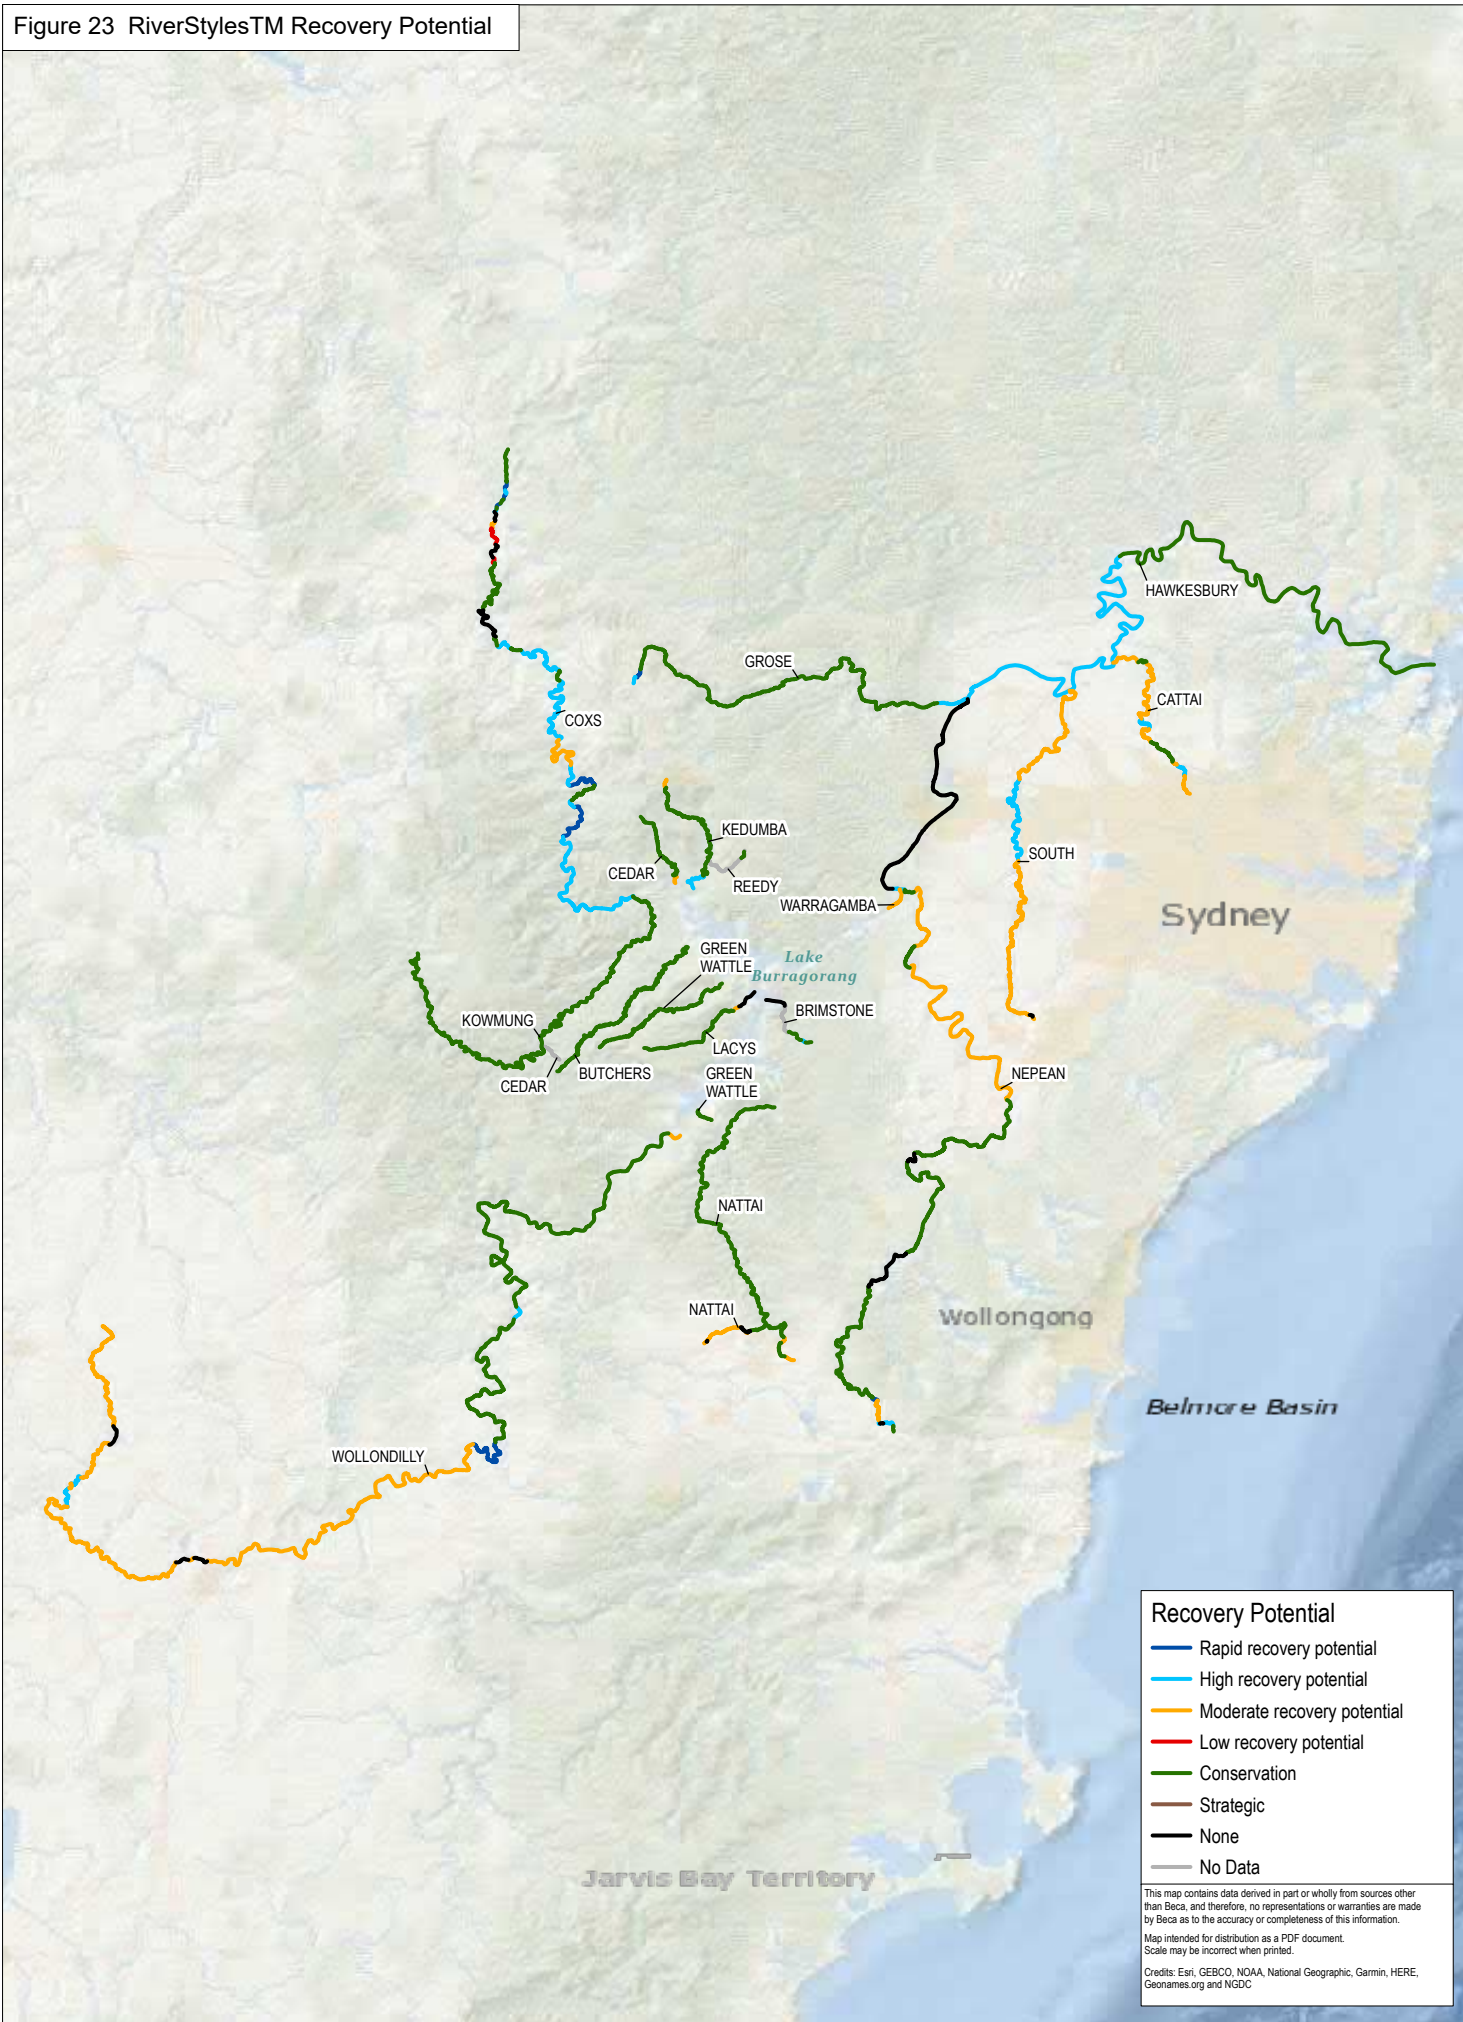 Figure 23 RiverStylesTM Recovery Potential
HAWKESBURY
GROSE
CATTAI
COXS
KEDUMBA
CEDAR
REEDY
SOUTH
WARRAGAMBA
Sydney
GREEN
WATTLE
Lake
Burragorang
KOWMUNG
BRIMSTONE
LACYS
CEDAR
BUTCHERS
GREEN
WATTLE
NEPEAN
NATTAI
NATTAI
Wollongong
Belmore Basin
WOLLONDILLY
Jarvis Bay Territory
Recovery Potential
Rapid recovery potential
High recovery potential
Moderate recovery potential
Low recovery potential
Conservation
Strategic
None
No Data
This map contains data derived in part or wholly from sources other
than Beca, and therefore, no representations or warranties are made
by Beca as to the accuracy or completeness of this information.
Map intended for distribution as a PDF document.
Scale may be incorrect when printed.
Credits: Esri, GEBCO, NOAA, National Geographic, Garmin, HERE,
Geonames.org and NGDC